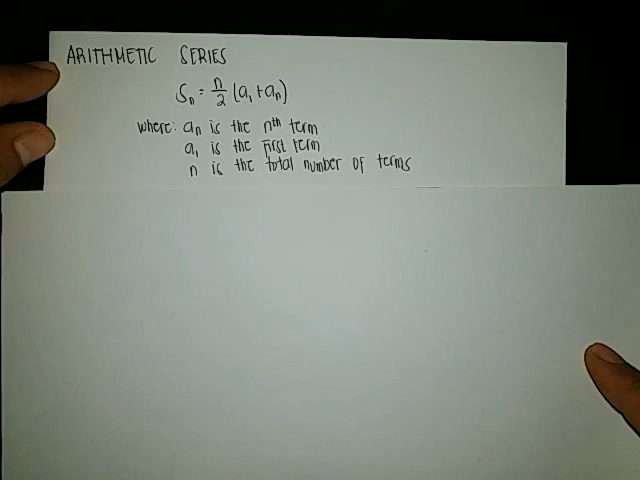 ARITHMETIC SERIES
Sₙ = n/2 (a₁ + aₙ)
where: aₙ is the nᵗʰ term
a₁ is the first term
n is the total number of terms